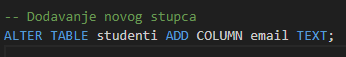 -- Dodavanje novog stupca
ALTER TABLE studenti ADD COLUMN email TEXT;